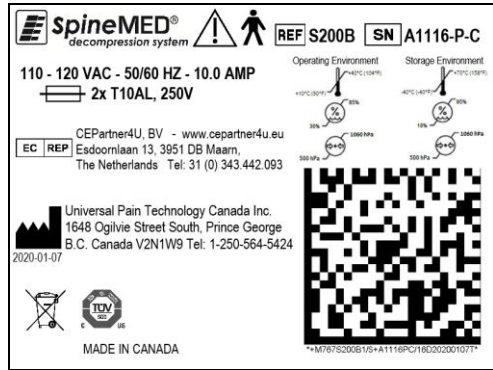 SpineMED®
decompression system
REF S200B SN A1116-P-C
110 - 120 VAC - 50/60 HZ - 10.0 AMP
2x T10AL, 250V
Operating Environment
+40°C (104°F)
+10°C (50°F)
85%
30%
1060 hPa
500 hPa
Storage Environment
+70°C (158°F)
-40°C (-40°F)
85%
10%
1060 hPa
500 hPa
EC REP
CEPartner4U, BV - www.cepartner4u.eu
Esdoornlaan 13, 3951 DB Maarn,
The Netherlands Tel: 31 (0) 343.442.093
Universal Pain Technology Canada Inc.
1648 Ogilvie Street South, Prince George
B.C. Canada V2N1W9 Tel: 1-250-564-5424
2020-01-07
TÜV
SÜD
C US
MADE IN CANADA
*+M767S200B1/S+A1116PC/16D20200107T*